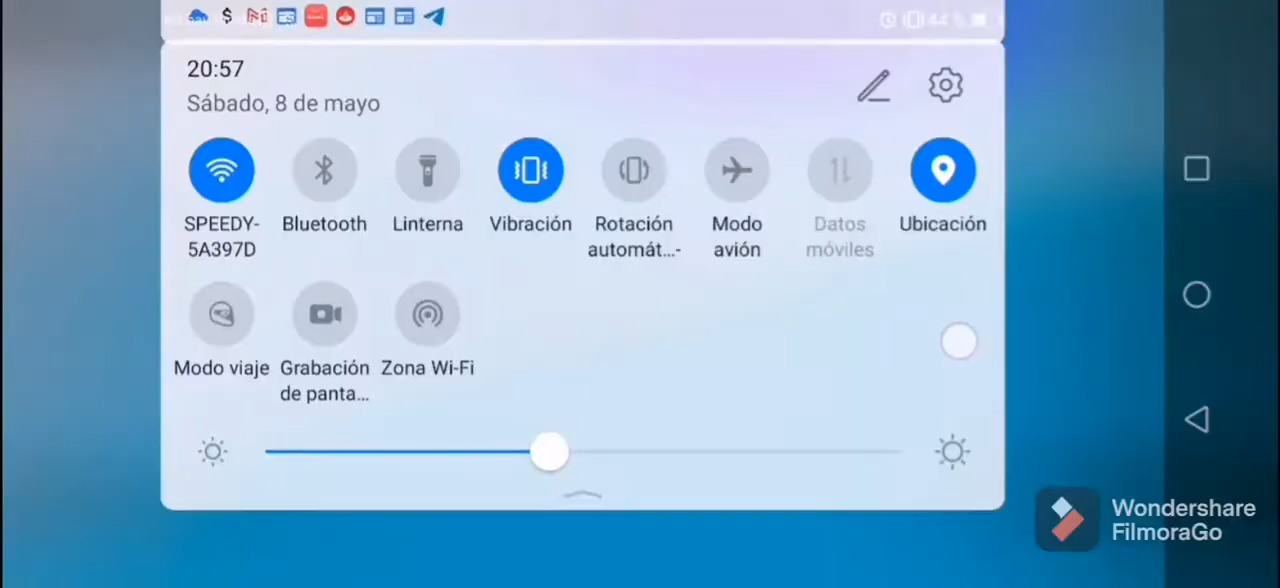 44 %
20:57
Sábado, 8 de mayo
SPEEDY-
5A397D
Bluetooth
Linterna
Vibración
Rotación
automát...-
Modo
avión
Datos
móviles
Ubicación
Modo viaje
Grabación
de panta...
Zona Wi-Fi
Wondershare
FilmoraGo